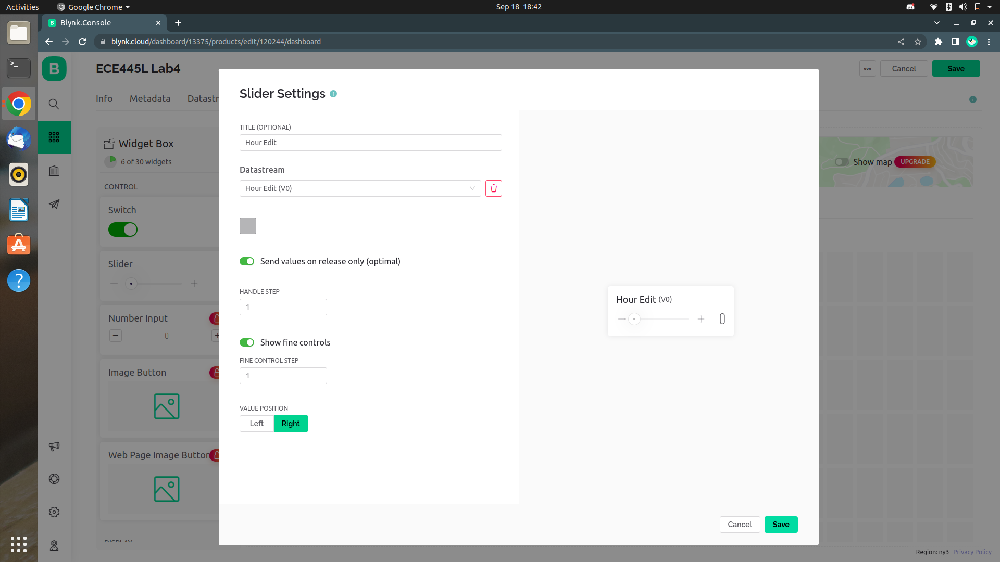 Activities
Google Chrome
Sep 18 18:42
B Blynk.Console
blynk.cloud/dashboard/13375/products/edit/120244/dashboard
B
ECE445L Lab4
Cancel
Save
Info
Metadata
Datastr
Widget Box
6 of 30 widgets
CONTROL
Switch
Slider
Number Input
0
Image Button
Web Page Image Button
Slider Settings
TITLE (OPTIONAL)
Hour Edit
Datastream
Hour Edit (V0)
Send values on release only (optimal)
HANDLE STEP
1
Show fine controls
FINE CONTROL STEP
1
VALUE POSITION
Left
Right
Hour Edit (V0)
0
Show map
UPGRADE
Cancel
Save
DISPLAY
Region: ny3
Privacy Policy